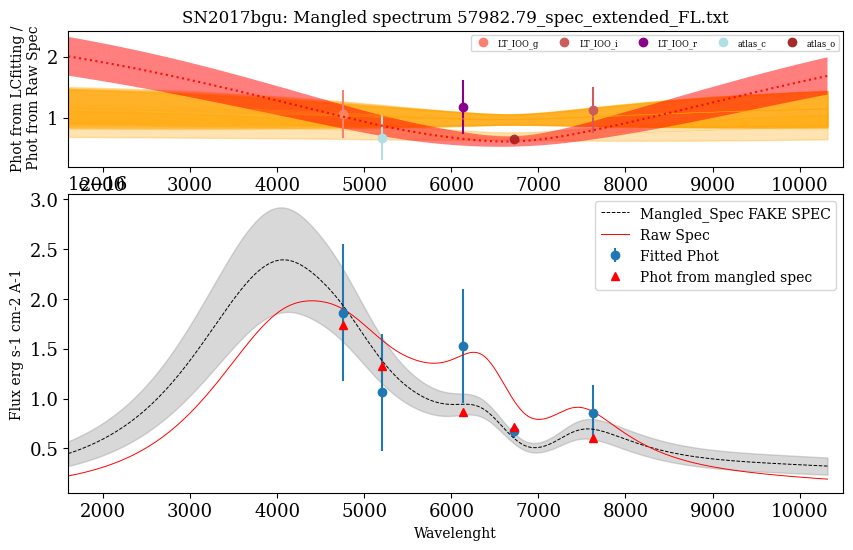 SN2017bgu: Mangled spectrum 57982.79_spec_extended_FL.txt
Phot from LCfitting /
Phot from Raw Spec
2
1
LT_IOO_g
LT_IOO_i
LT_IOO_r
atlas_c
atlas_o
2000 3000 4000 5000 6000 7000 8000 9000 10000
1e−16
3.0
2.5
2.0
1.5
1.0
0.5
Flux erg s-1 cm-2 A-1
Mangled_Spec FAKE SPEC
Raw Spec
Fitted Phot
Phot from mangled spec
2000 3000 4000 5000 6000 7000 8000 9000 10000
Wavelenght